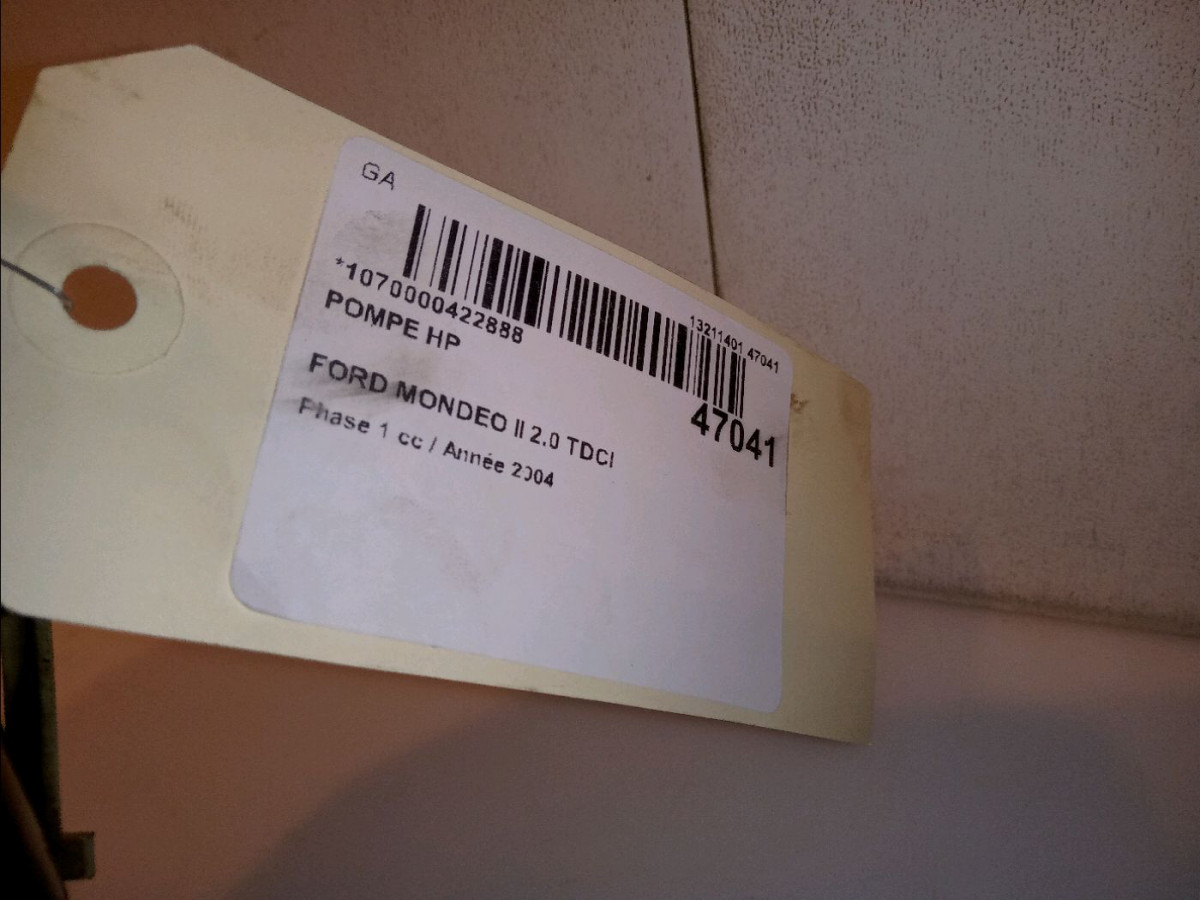 GA
13211401 47041
*1070000422888
47041
POMPE HP
FORD MONDEO II 2.0 TDCI
Phase 1 cc / Année 2004